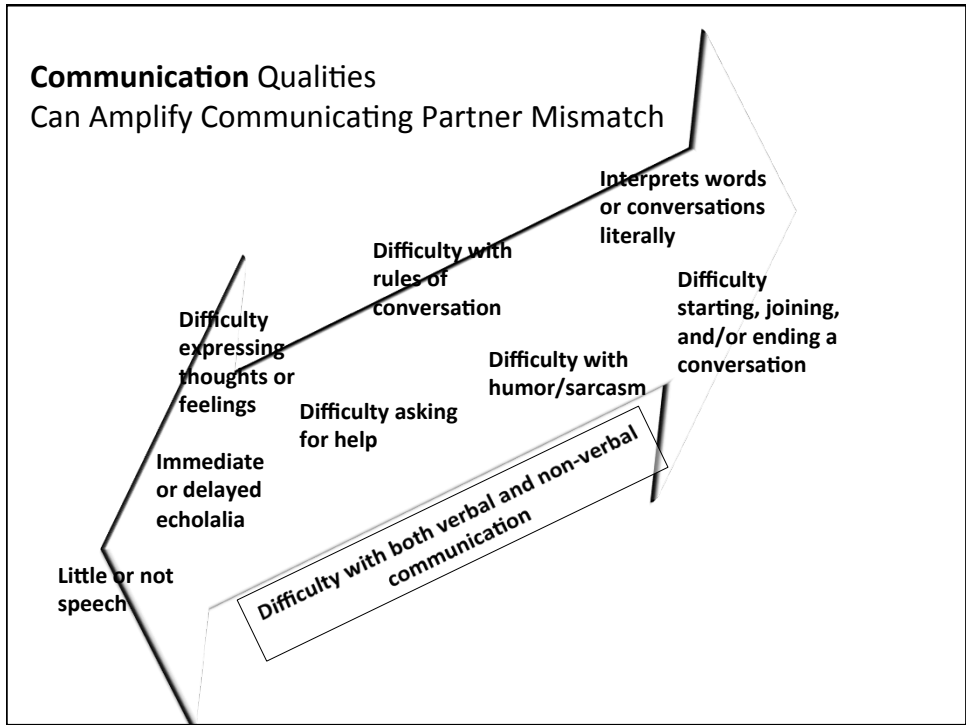 Communication Qualities
Can Amplify Communicating Partner Mismatch
Interprets words
or conversations
literally
Difficulty with
rules of
conversation
Difficulty
starting, joining,
and/or ending a
conversation
Difficulty
expressing
thoughts or
feelings
Difficulty with
humor/sarcasm
Difficulty asking
for help
Immediate
or delayed
echolalia
Difficulty with both verbal and non-verbal
communication
Little or not
speech